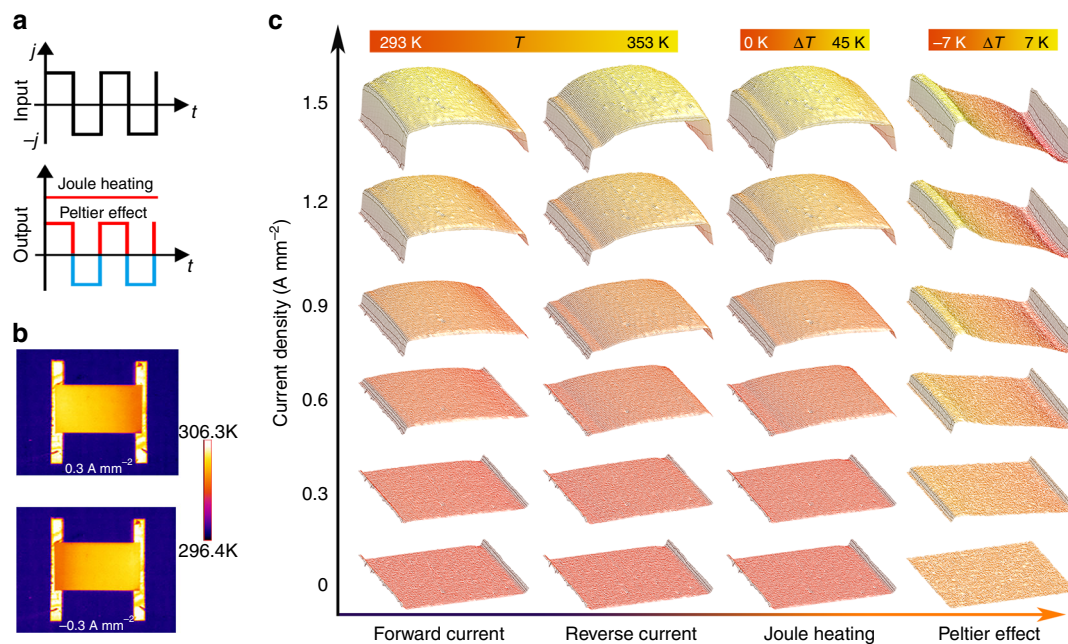 a
j
Input
–j
t
Joule heating
Peltier effect
Output
t
b
0.3 A mm–2
306.3K
296.4K
–0.3 A mm–2
c
293 K T 353 K
0 K ΔT 45 K
–7 K ΔT 7 K
Current density (A mm–2)
1.5
1.2
0.9
0.6
0.3
0
Forward current
Reverse current
Joule heating
Peltier effect